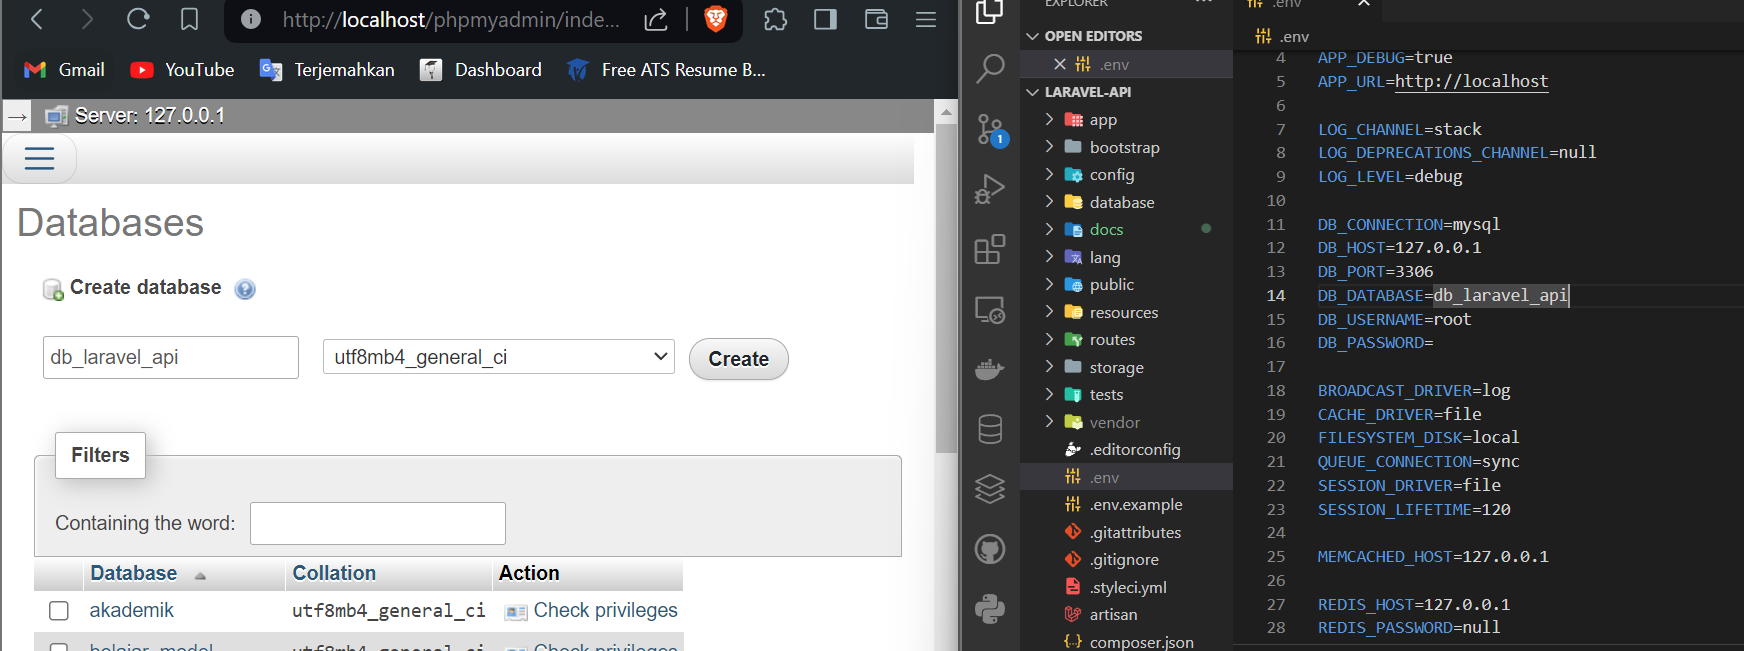 http://localhost/phpmyadmin/inde...
Gmail
YouTube
Terjemahkan
Dashboard
Free ATS Resume B...
Server: 127.0.0.1
Databases
Create database
db_laravel_api
utf8mb4_general_ci
Create
Filters
Containing the word:
Database
Collation
Action
akademik
utf8mb4_general_ci
Check privileges
belajar_model
utf8mb4_general_ci
Check privileges
1
EXPLORER
OPEN EDITORS
.env
LARAVEL-API
app
bootstrap
config
database
docs
lang
public
resources
routes
storage
tests
vendor
.editorconfig
.env
.env.example
.gitattributes
.gitignore
.styleci.yml
artisan
composer.json
.env
.env
4 APP_DEBUG=true
5 APP_URL=http://localhost
6
7 LOG_CHANNEL=stack
8 LOG_DEPRECATIONS_CHANNEL=null
9 LOG_LEVEL=debug
10
11 DB_CONNECTION=mysql
12 DB_HOST=127.0.0.1
13 DB_PORT=3306
14 DB_DATABASE=db_laravel_api
15 DB_USERNAME=root
16 DB_PASSWORD=
17
18 BROADCAST_DRIVER=log
19 CACHE_DRIVER=file
20 FILESYSTEM_DISK=local
21 QUEUE_CONNECTION=sync
22 SESSION_DRIVER=file
23 SESSION_LIFETIME=120
24
25 MEMCACHED_HOST=127.0.0.1
26
27 REDIS_HOST=127.0.0.1
28 REDIS_PASSWORD=null